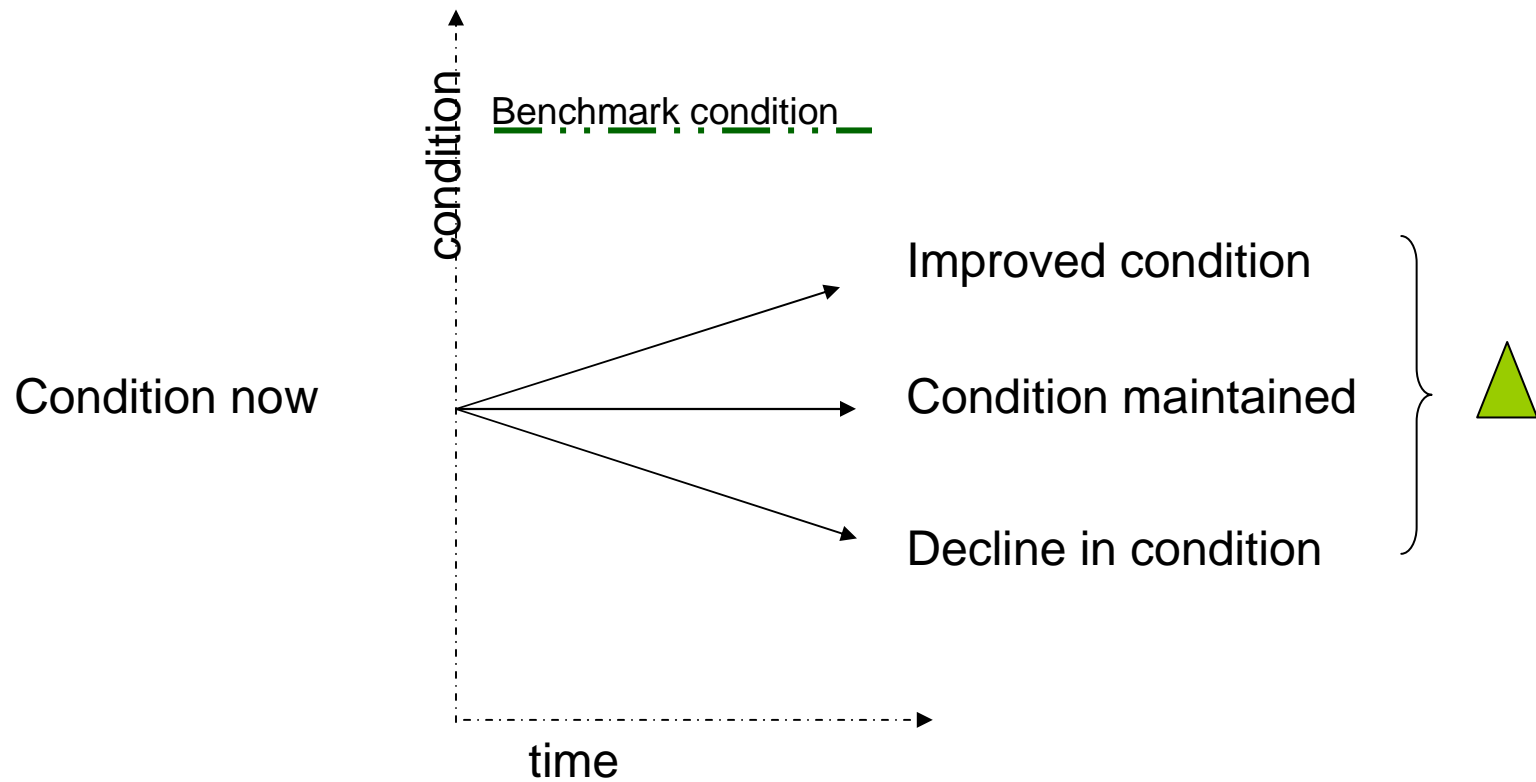 condition
Benchmark condition
Improved condition
Condition now
Condition maintained
Decline in condition
time